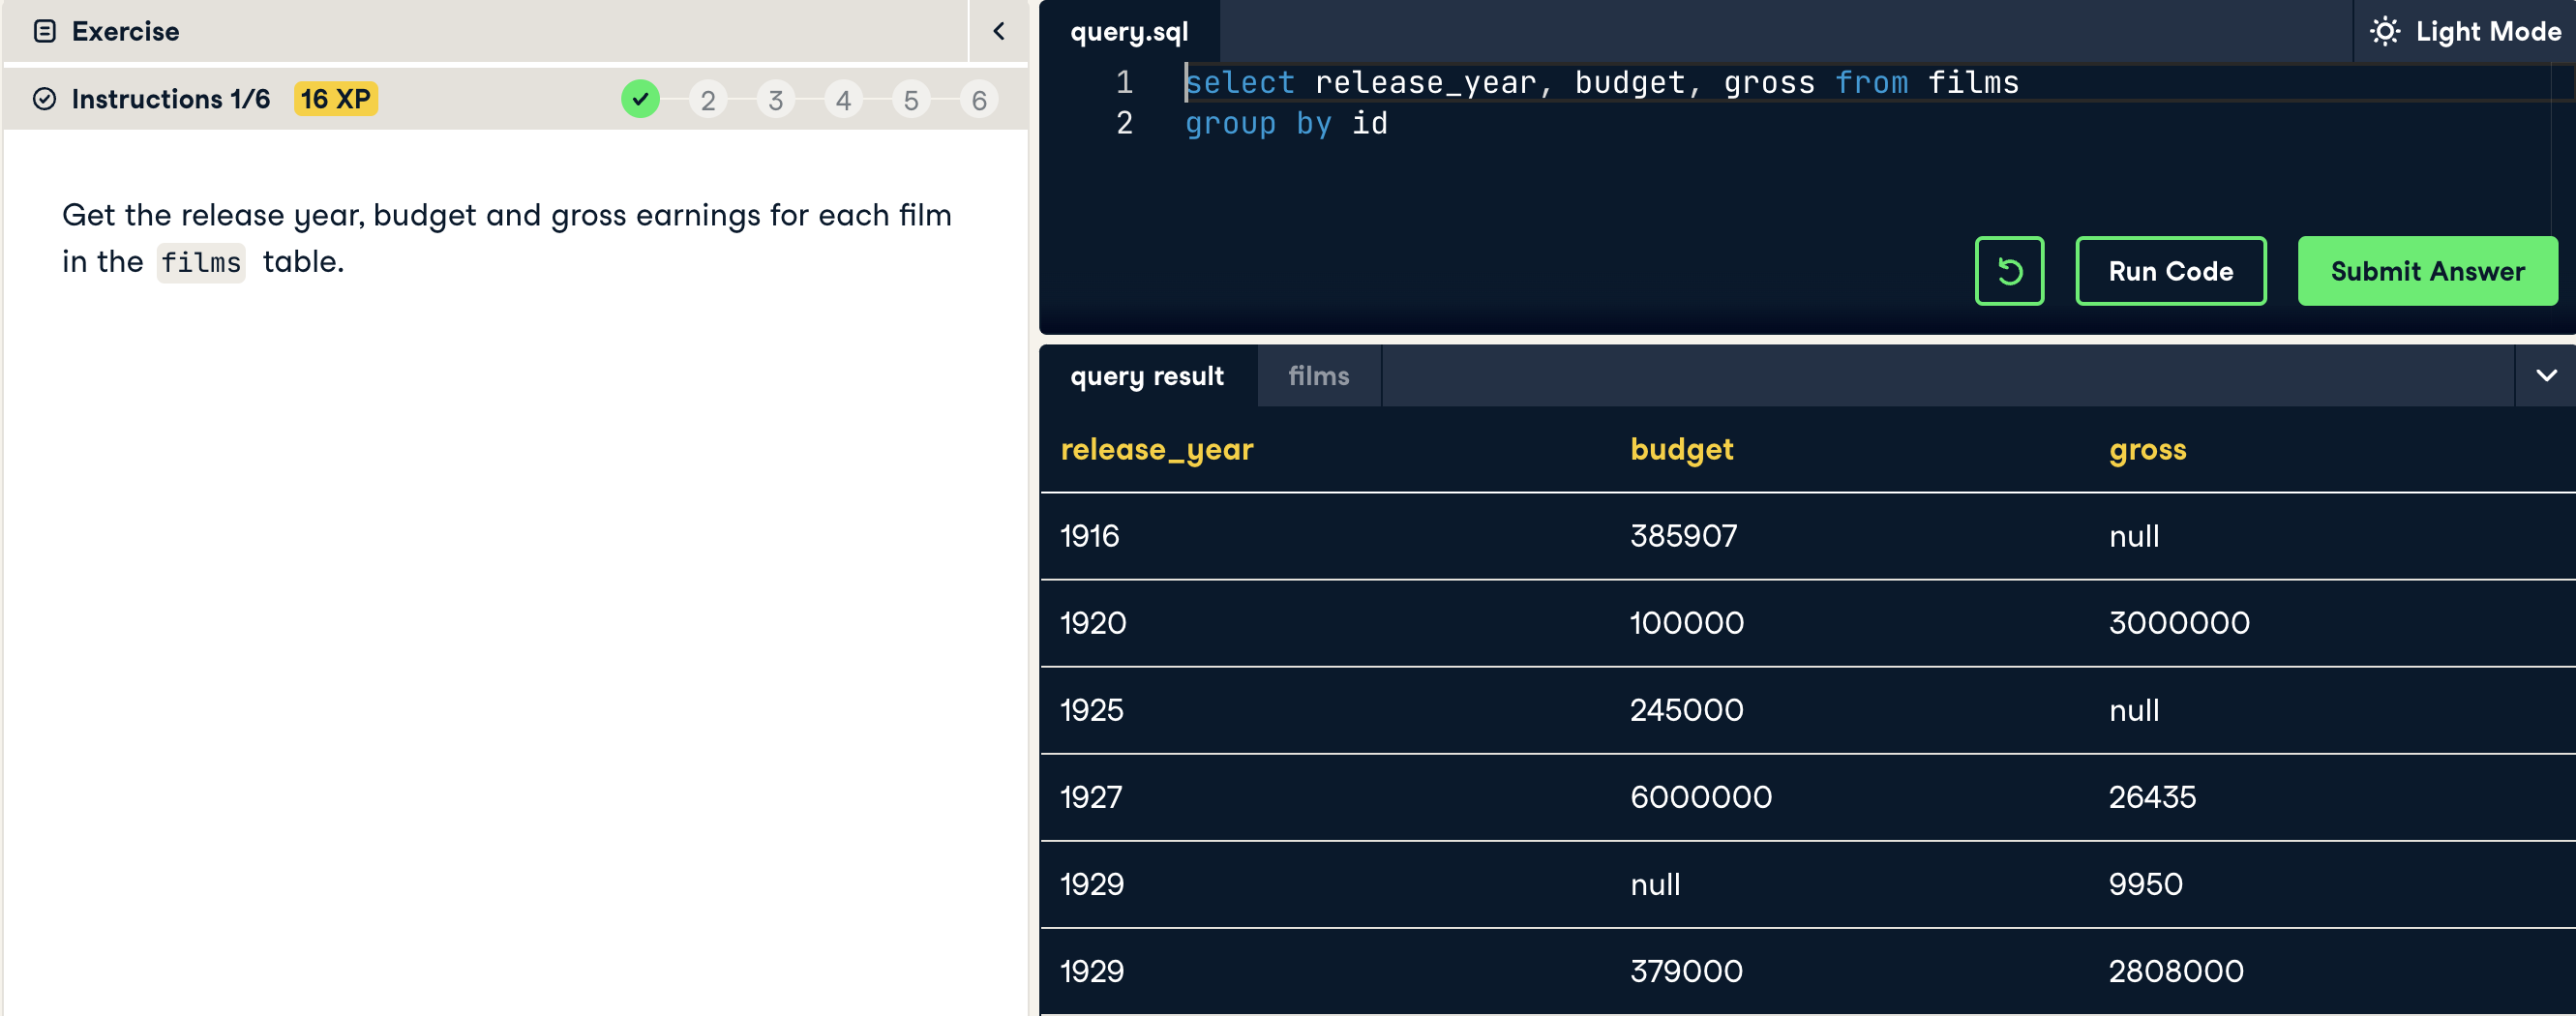 Exercise
Instructions 1/6 16 XP 2 3 4 5 6
Get the release year, budget and gross earnings for each film
in the films table.
query.sql Light Mode
1 select release_year, budget, gross from films
2 group by id
Run Code Submit Answer
query result films
release_year budget gross
1916 385907 null
1920 100000 3000000
1925 245000 null
1927 6000000 26435
1929 null 9950
1929 379000 2808000